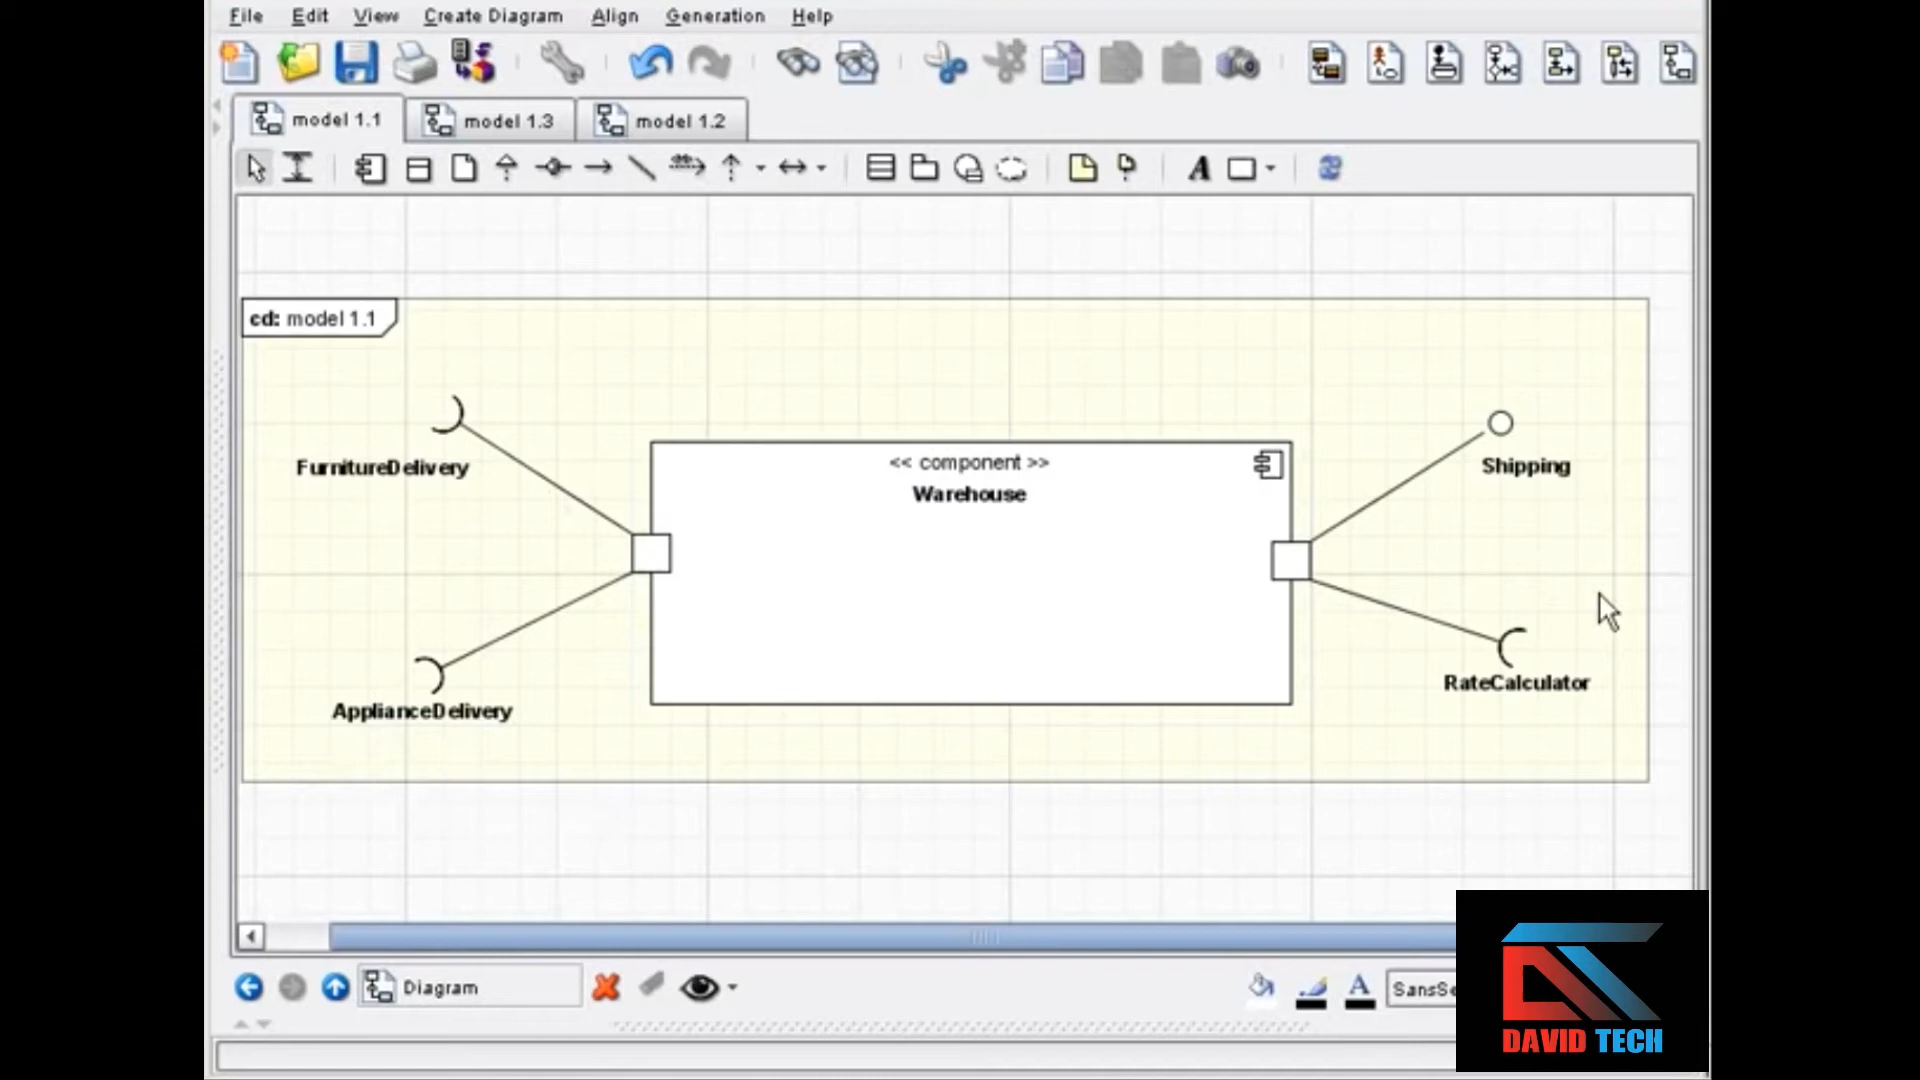 File Edit View Create Diagram Align Generation Help
model 1.1 model 1.3 model 1.2
A
cd: model 1.1
<< component >>
Warehouse
FurnitureDelivery
Shipping
ApplianceDelivery
RateCalculator
Diagram
A
SansSe
DAVID TECH